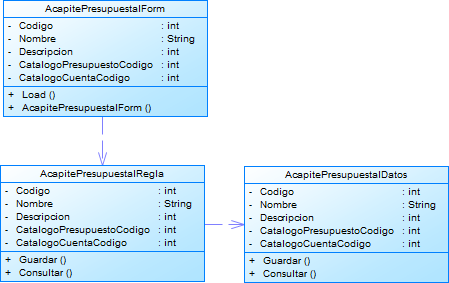 AcapitePresupuestalForm
- Codigo : int
- Nombre : String
- Descripcion : int
- CatalogoPresupuestoCodigo : int
- CatalogoCuentaCodigo : int
+ Load ()
+ AcapitePresupuestalForm ()
AcapitePresupuestalRegla
- Codigo : int
- Nombre : String
- Descripcion : int
- CatalogoPresupuestoCodigo : int
- CatalogoCuentaCodigo : int
+ Guardar ()
+ Consultar ()
AcapitePresupuestalDatos
- Codigo : int
- Nombre : String
- Descripcion : int
- CatalogoPresupuestoCodigo : int
- CatalogoCuentaCodigo : int
+ Guardar ()
+ Consultar ()